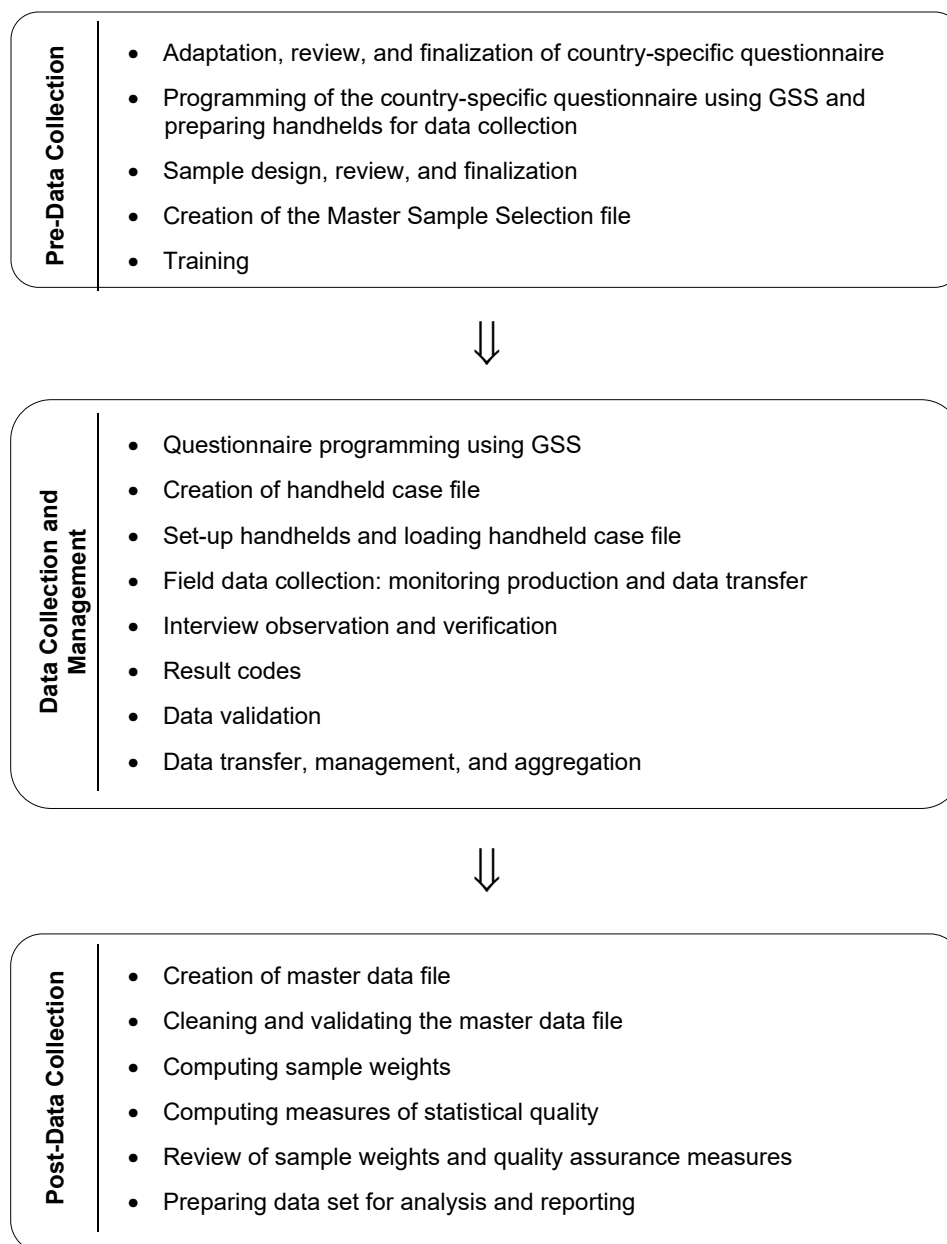 Pre-Data Collection
• Adaptation, review, and finalization of country-specific questionnaire
• Programming of the country-specific questionnaire using GSS and
preparing handhelds for data collection
• Sample design, review, and finalization
• Creation of the Master Sample Selection file
• Training
⇓
Data Collection and
Management
• Questionnaire programming using GSS
• Creation of handheld case file
• Set-up handhelds and loading handheld case file
• Field data collection: monitoring production and data transfer
• Interview observation and verification
• Result codes
• Data validation
• Data transfer, management, and aggregation
⇓
Post-Data Collection
• Creation of master data file
• Cleaning and validating the master data file
• Computing sample weights
• Computing measures of statistical quality
• Review of sample weights and quality assurance measures
• Preparing data set for analysis and reporting